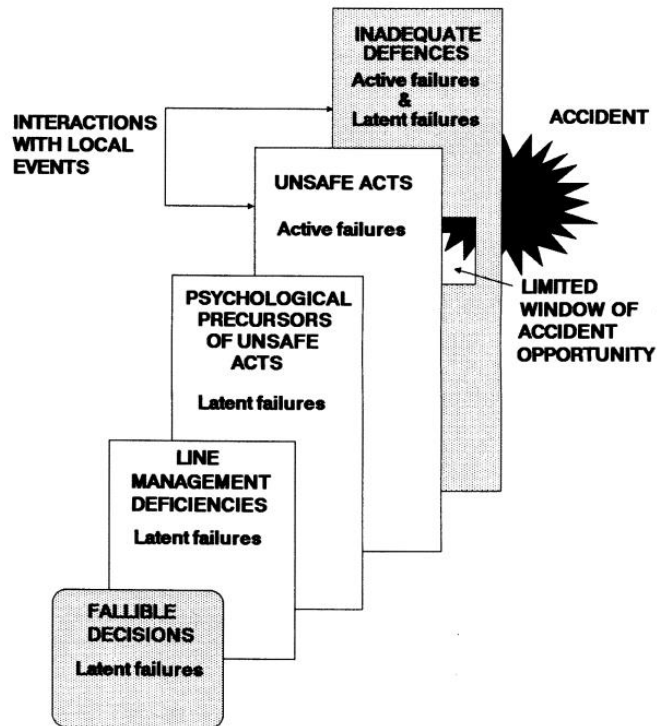 INADEQUATE
DEFENCES
Active failures
&
Latent failures
INTERACTIONS
WITH LOCAL
EVENTS
ACCIDENT
UNSAFE ACTS
Active failures
LIMITED
WINDOW OF
ACCIDENT
OPPORTUNITY
PSYCHOLOGICAL
PRECURSORS
OF UNSAFE
ACTS
Latent failures
LINE
MANAGEMENT
DEFICIENCIES
Latent failures
FALLIBLE
DECISIONS
Latent failures